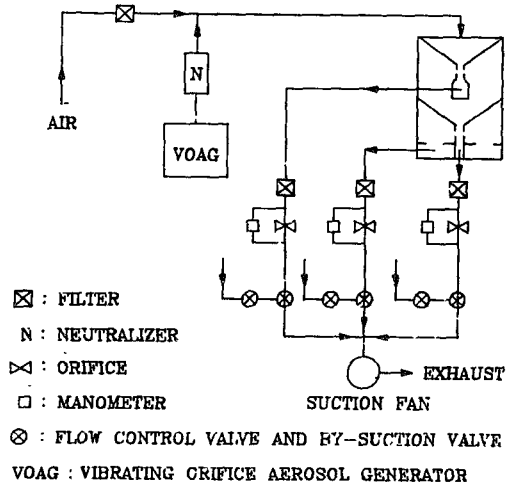 AIR
N
VOAG
: FILTER
N : NEUTRALIZER
: ORIFICE
: MANOMETER
EXHAUST
SUCTION FAN
: FLOW CONTROL VALVE AND BY-SUCTION VALVE
VOAG : VIBRATING ORIFICE AEROSOL GENERATOR